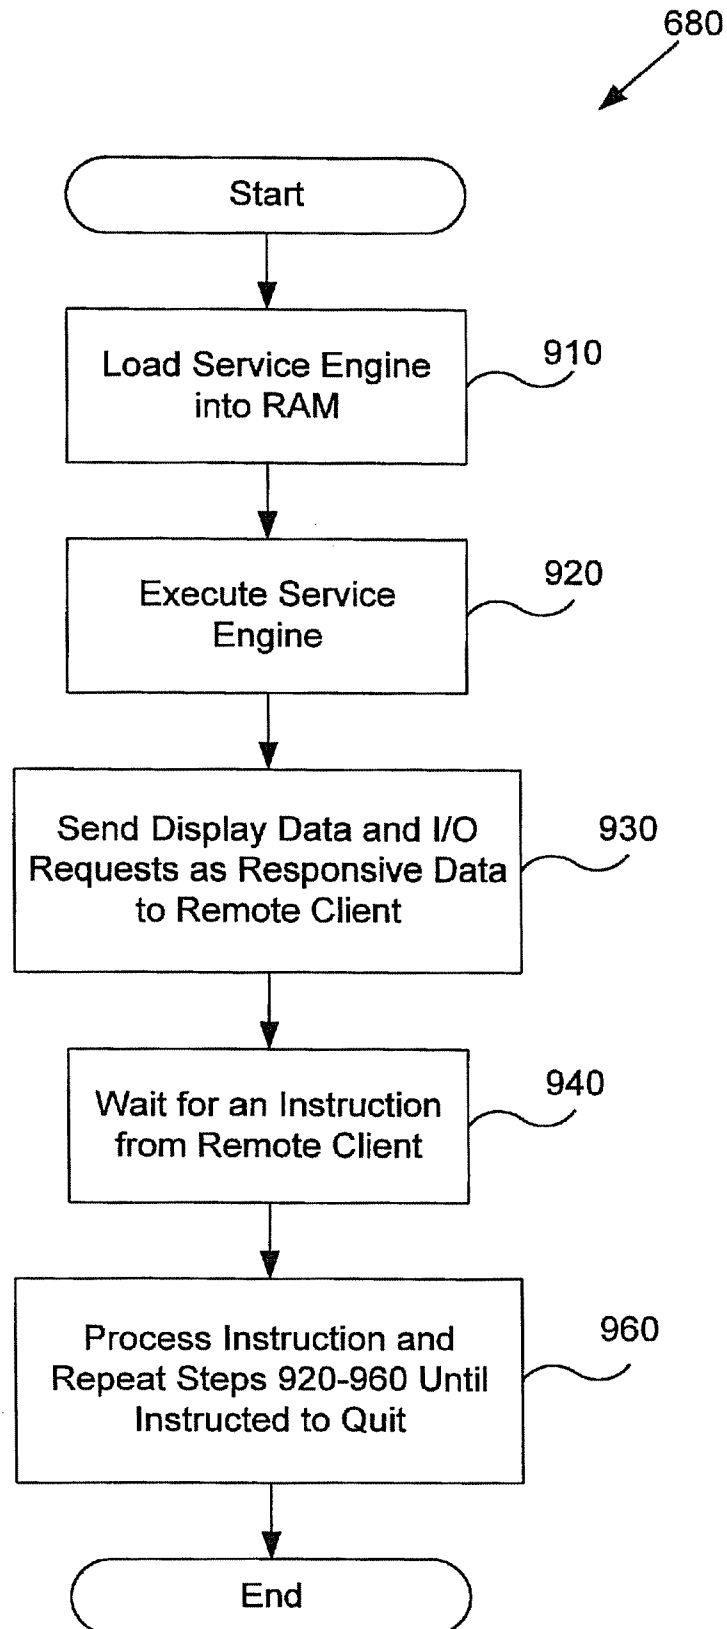 680
Start
Load Service Engine
into RAM
910
Execute Service
Engine
920
Send Display Data and I/O
Requests as Responsive Data
to Remote Client
930
Wait for an Instruction
from Remote Client
940
Process Instruction and
Repeat Steps 920-960 Until
Instructed to Quit
960
End